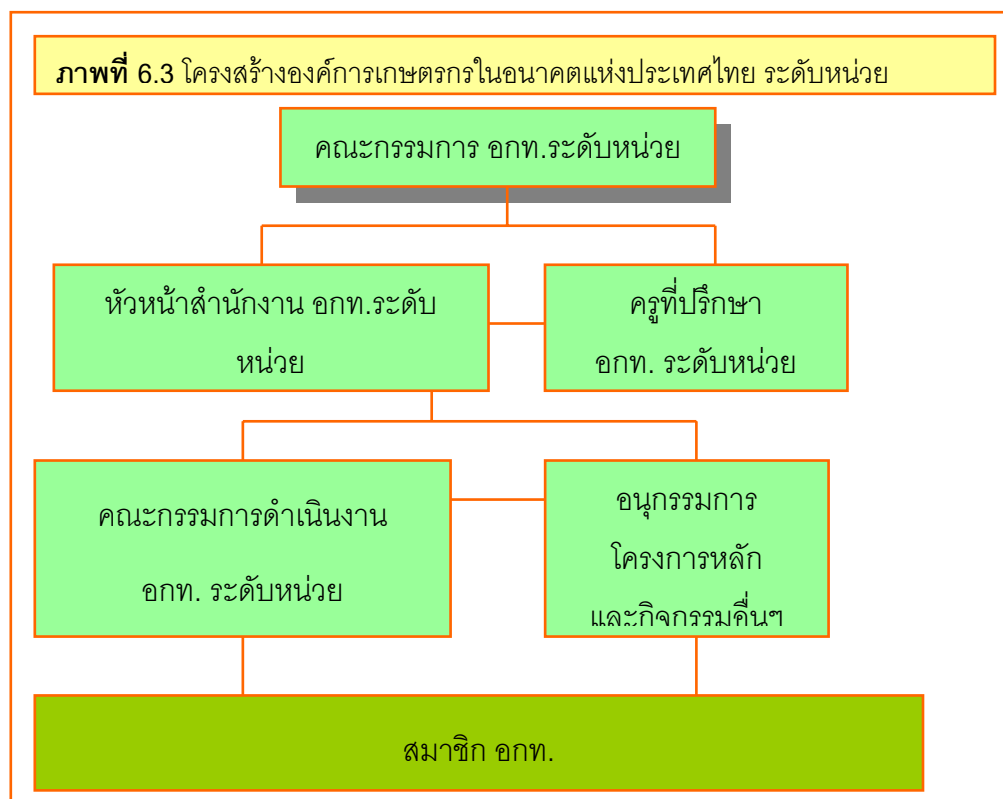 ภาพที่ 6.3 โครงสร้างองค์การเกษตรกรในอนาคตแห่งประเทศไทย ระดับหน่วย
คณะกรรมการ อกท.ระดับหน่วย
หัวหน้าสำนักงาน อกท.ระดับ
หน่วย
ครูที่ปรึกษา
อกท. ระดับหน่วย
คณะกรรมการดำเนินงาน
อกท. ระดับหน่วย
อนุกรรมการ
โครงการหลัก
และกิจกรรมคื่นๆ
สมาชิก อกท.